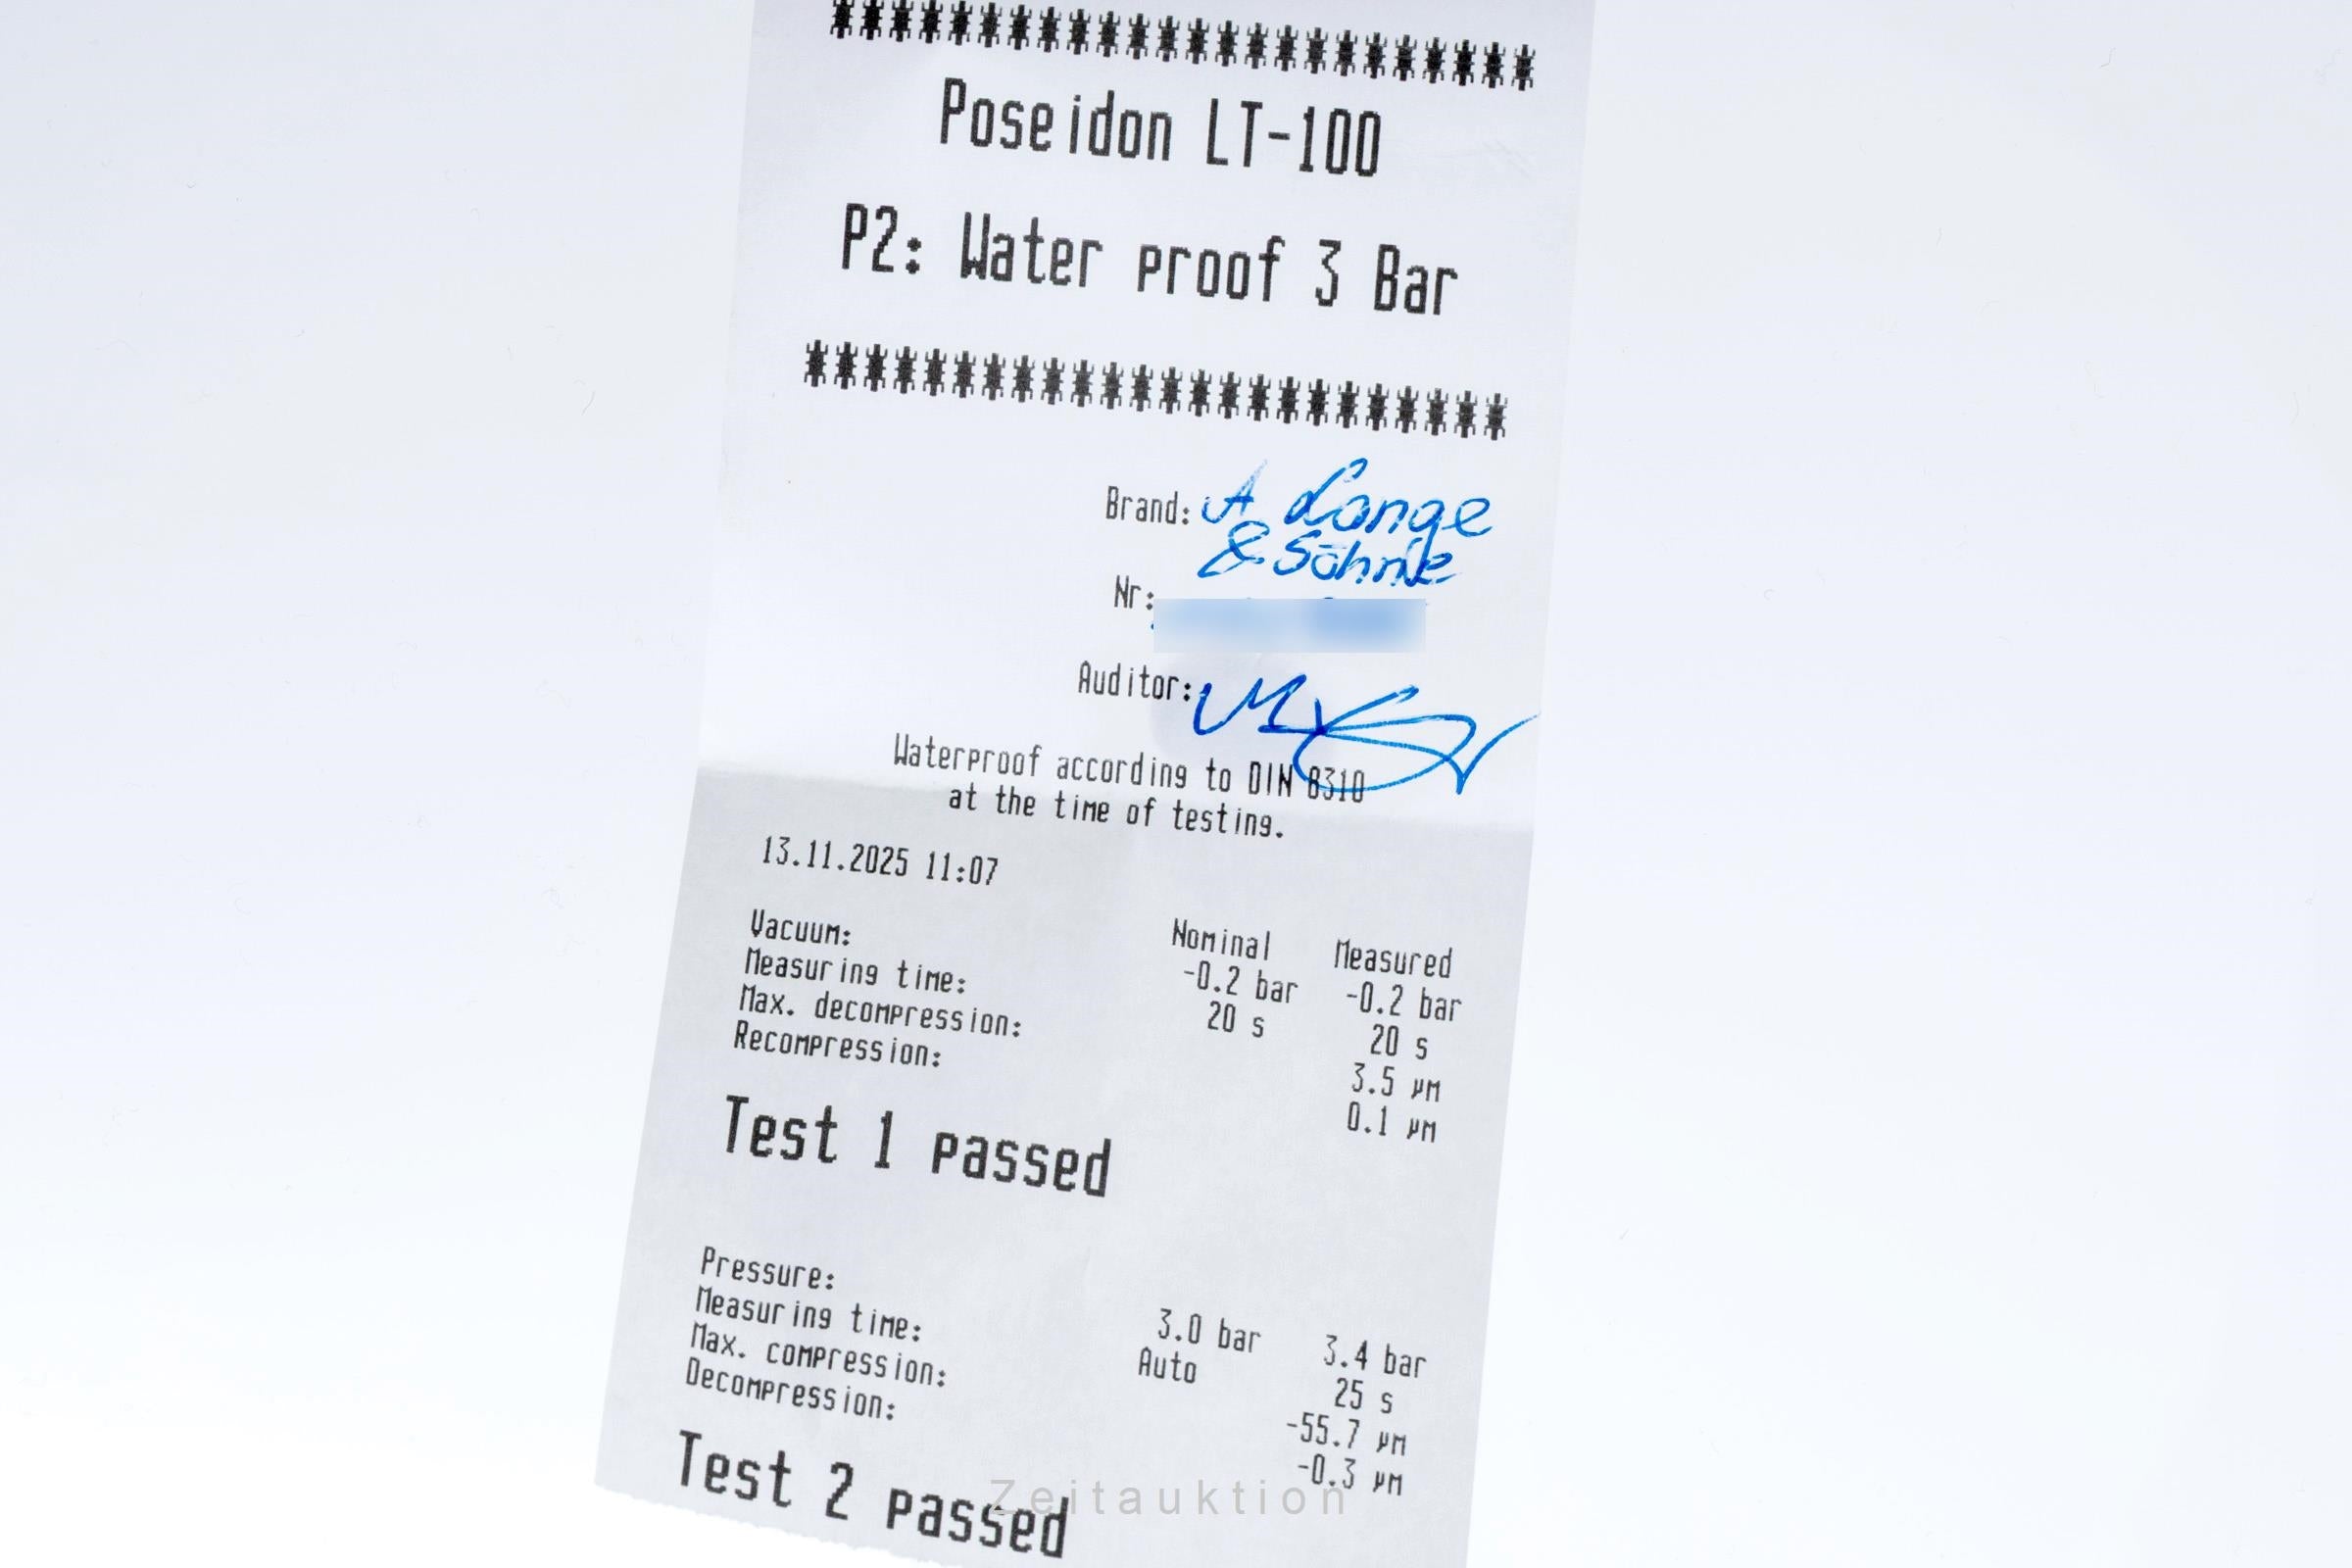 ************************
Poseidon LT-100
P2: Water proof 3 Bar
************************
Brand: A Lange
& Söhne
Nr:
Auditor:
Waterproof according to DIN 8310
at the time of testing.
13.11.2025 11:07
Nominal Measured
Vacuum: -0.2 bar -0.2 bar
Measuring time: 20 s 20 s
Max. decompression: 3.5 µm
Recompression: 0.1 µm
Test 1 passed
Pressure: 3.0 bar 3.4 bar
Measuring time: Auto 25 s
Max. compression: -55.7 µm
Decompression: -0.3 µm
Test 2 passed
Zeitauktion